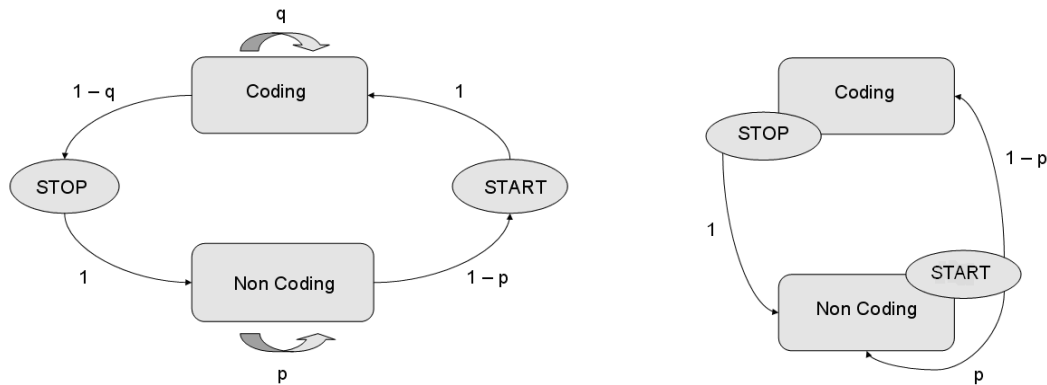 q
1 – q
Coding
1
STOP
START
1
Non Coding
1 – p
p
Coding
STOP
1 – p
1
START
Non Coding
p